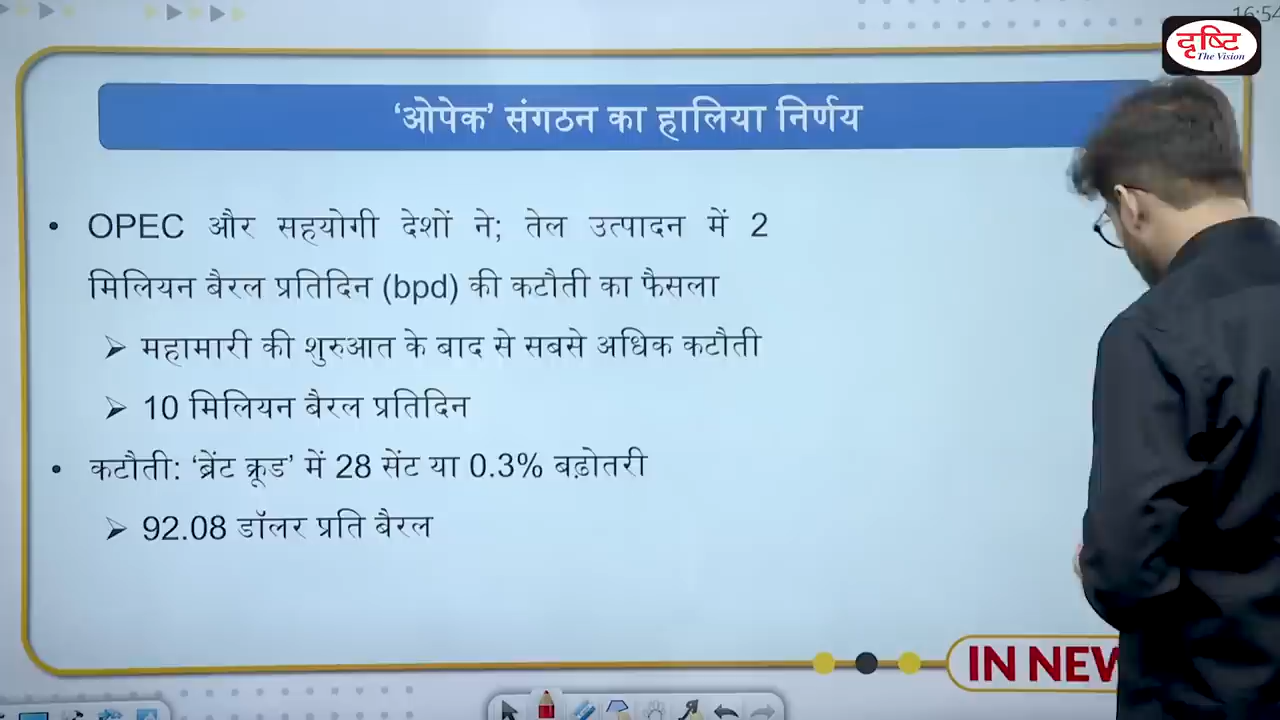 16:54
दृष्टि
The Vision
‘ओपेक’ संगठन का हालिया निर्णय
• OPEC और सहयोगी देशों ने; तेल उत्पादन में 2
मिलियन बैरल प्रतिदिन (bpd) की कटौती का फैसला
➢ महामारी की शुरुआत के बाद से सबसे अधिक कटौती
➢ 10 मिलियन बैरल प्रतिदिन
• कटौती: ‘ब्रेंट क्रूड’ में 28 सेंट या 0.3% बढ़ोतरी
➢ 92.08 डॉलर प्रति बैरल
IN NEW